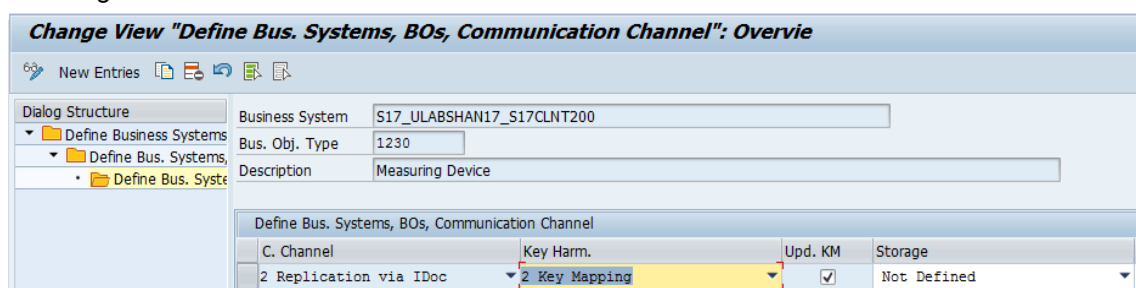 Change View "Define Bus. Systems, BOs, Communication Channel": Overvie
New Entries
Dialog Structure
Define Business Systems
Define Bus. Systems,
Define Bus. Syste
Business System S17_ULABSHAN17_S17CLNT200
Bus. Obj. Type 1230
Description Measuring Device
Define Bus. Systems, BOs, Communication Channel
C. Channel Key Harm. Upd. KM Storage
2 Replication via IDoc 2 Key Mapping Not Defined